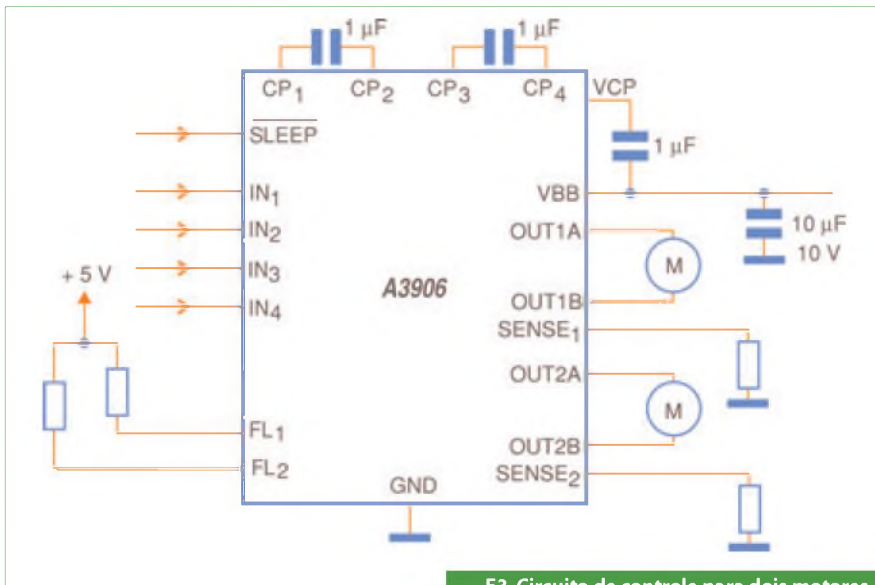 1 µF
1 µF
CP1
CP2
CP3
CP4
VCP
SLEEP
1 µF
IN1
VBB
IN2
OUT1A
10 µF
10 V
IN3
M
+ 5 V
A3906
IN4
OUT1B
SENSE1
OUT2A
M
FL1
OUT2B
FL2
SENSE2
GND
F3. Circuito de controle para dois motores